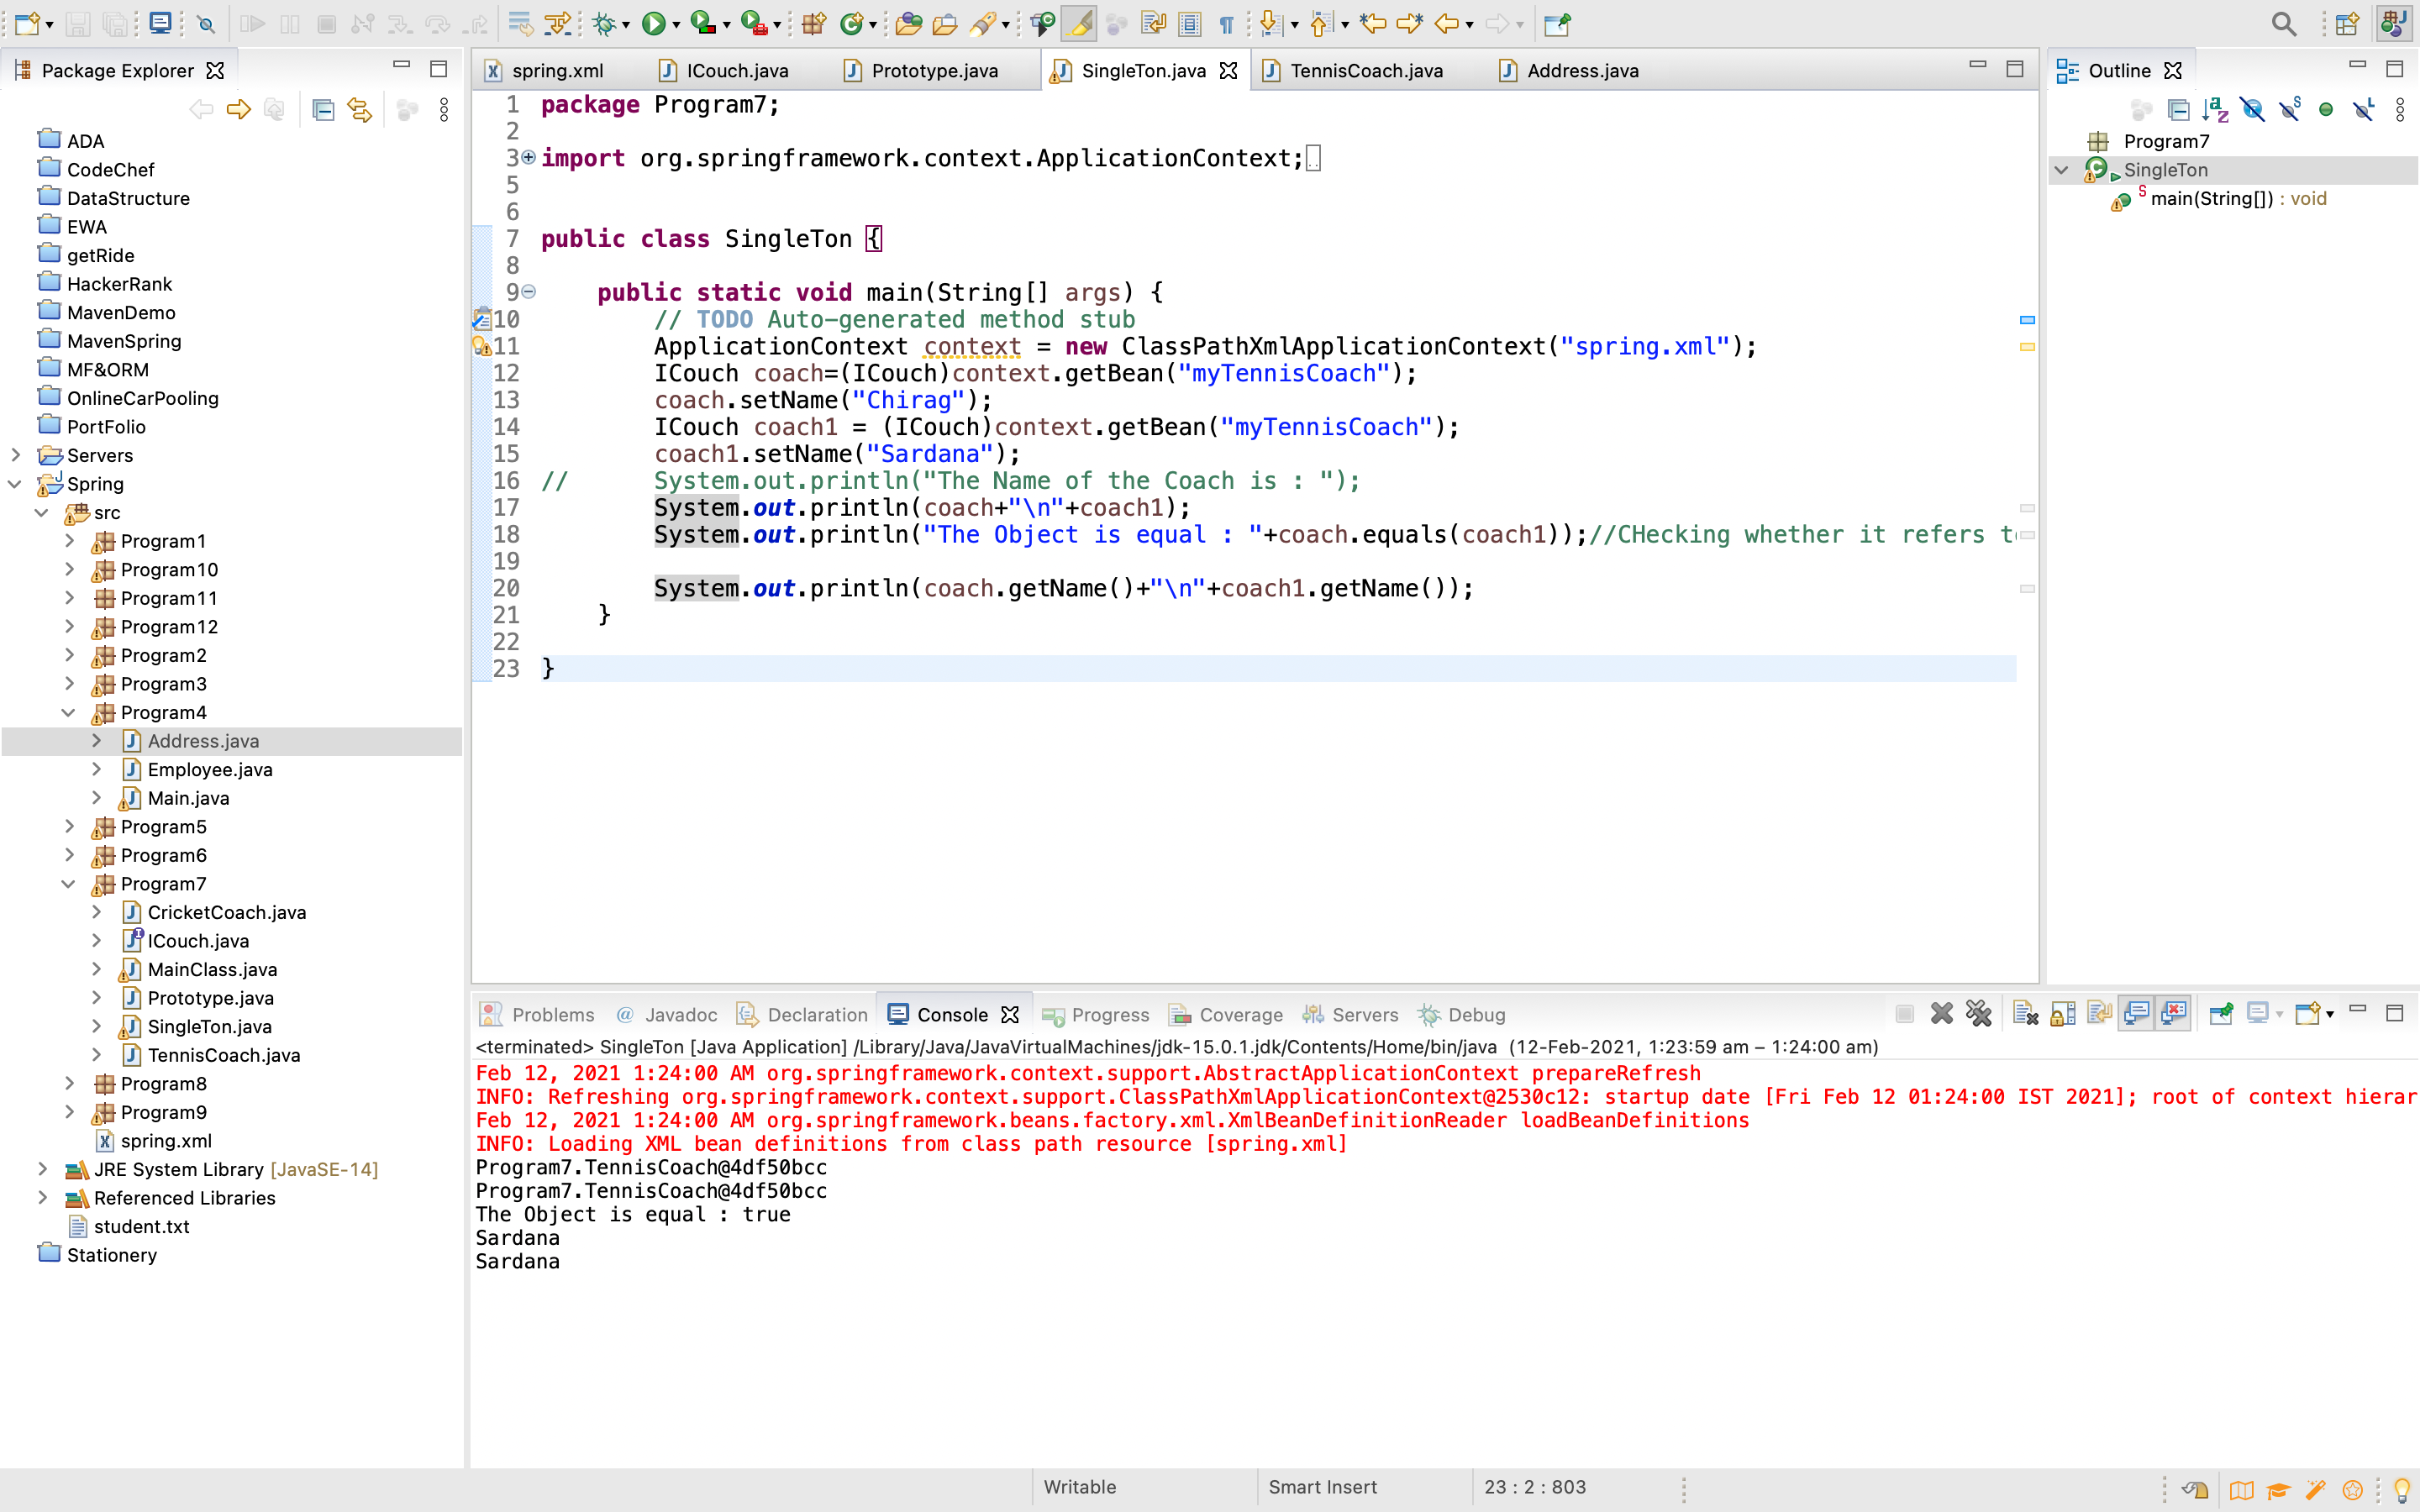 Package Explorer
ADA
CodeChef
DataStructure
EWA
getRide
HackerRank
MavenDemo
MavenSpring
MF&ORM
OnlineCarPooling
PortFolio
Servers
Spring
src
Program1
Program10
Program11
Program12
Program2
Program3
Program4
Address.java
Employee.java
Main.java
Program5
Program6
Program7
CricketCoach.java
ICouch.java
MainClass.java
Prototype.java
SingleTon.java
TennisCoach.java
Program8
Program9
spring.xml
JRE System Library [JavaSE-14]
Referenced Libraries
student.txt
Stationery
spring.xml ICouch.java Prototype.java SingleTon.java TennisCoach.java Address.java
1 package Program7;
2
3 import org.springframework.context.ApplicationContext;
5
6
7 public class SingleTon {
8
9 public static void main(String[] args) {
10 // TODO Auto-generated method stub
11 ApplicationContext context = new ClassPathXmlApplicationContext("spring.xml");
12 ICouch coach=(ICouch)context.getBean("myTennisCoach");
13 coach.setName("Chirag");
14 ICouch coach1 = (ICouch)context.getBean("myTennisCoach");
15 coach1.setName("Sardana");
16 // System.out.println("The Name of the Coach is : ");
17 System.out.println(coach+"\n"+coach1);
18 System.out.println("The Object is equal : "+coach.equals(coach1));//CHecking whether it refers t
19
20 System.out.println(coach.getName()+"\n"+coach1.getName());
21 }
22
23 }
Outline
Program7
SingleTon
main(String[]) : void
Problems @ Javadoc Declaration Console Progress Coverage Servers Debug
<terminated> SingleTon [Java Application] /Library/Java/JavaVirtualMachines/jdk-15.0.1.jdk/Contents/Home/bin/java (12-Feb-2021, 1:23:59 am – 1:24:00 am)
Feb 12, 2021 1:24:00 AM org.springframework.context.support.AbstractApplicationContext prepareRefresh
INFO: Refreshing org.springframework.context.support.ClassPathXmlApplicationContext@2530c12: startup date [Fri Feb 12 01:24:00 IST 2021]; root of context hierar
Feb 12, 2021 1:24:00 AM org.springframework.beans.factory.xml.XmlBeanDefinitionReader loadBeanDefinitions
INFO: Loading XML bean definitions from class path resource [spring.xml]
Program7.TennisCoach@4df50bcc
Program7.TennisCoach@4df50bcc
The Object is equal : true
Sardana
Sardana
Writable Smart Insert 23 : 2 : 803